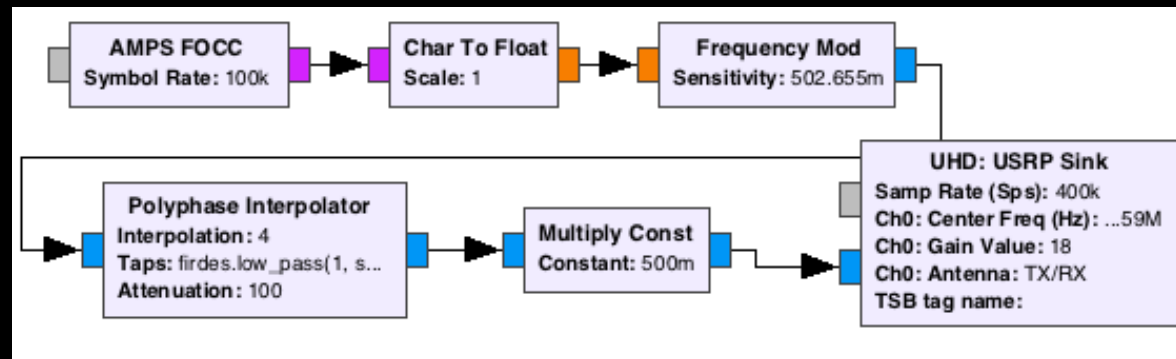 AMPS FOCC
Symbol Rate: 100k
Char To Float
Scale: 1
Frequency Mod
Sensitivity: 502.655m
UHD: USRP Sink
Samp Rate (Sps): 400k
Ch0: Center Freq (Hz): ...59M
Ch0: Gain Value: 18
Ch0: Antenna: TX/RX
TSB tag name:
Polyphase Interpolator
Interpolation: 4
Taps: firdes.low_pass(1, s...
Attenuation: 100
Multiply Const
Constant: 500m